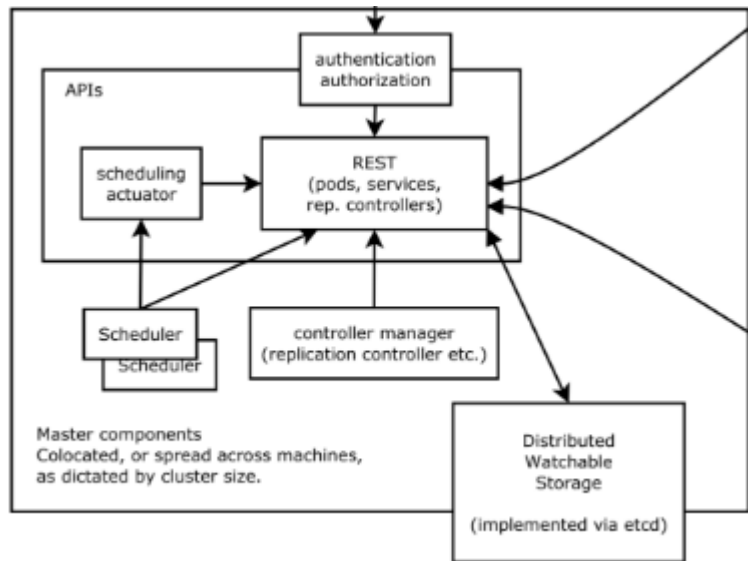 authentication
authorization
APIs
REST
(pods, services,
rep. controllers)
scheduling
actuator
Scheduler
Scheduler
controller manager
(replication controller etc.)
Master components
Colocated, or spread across machines,
as dictated by cluster size.
Distributed
Watchable
Storage
(implemented via etcd)